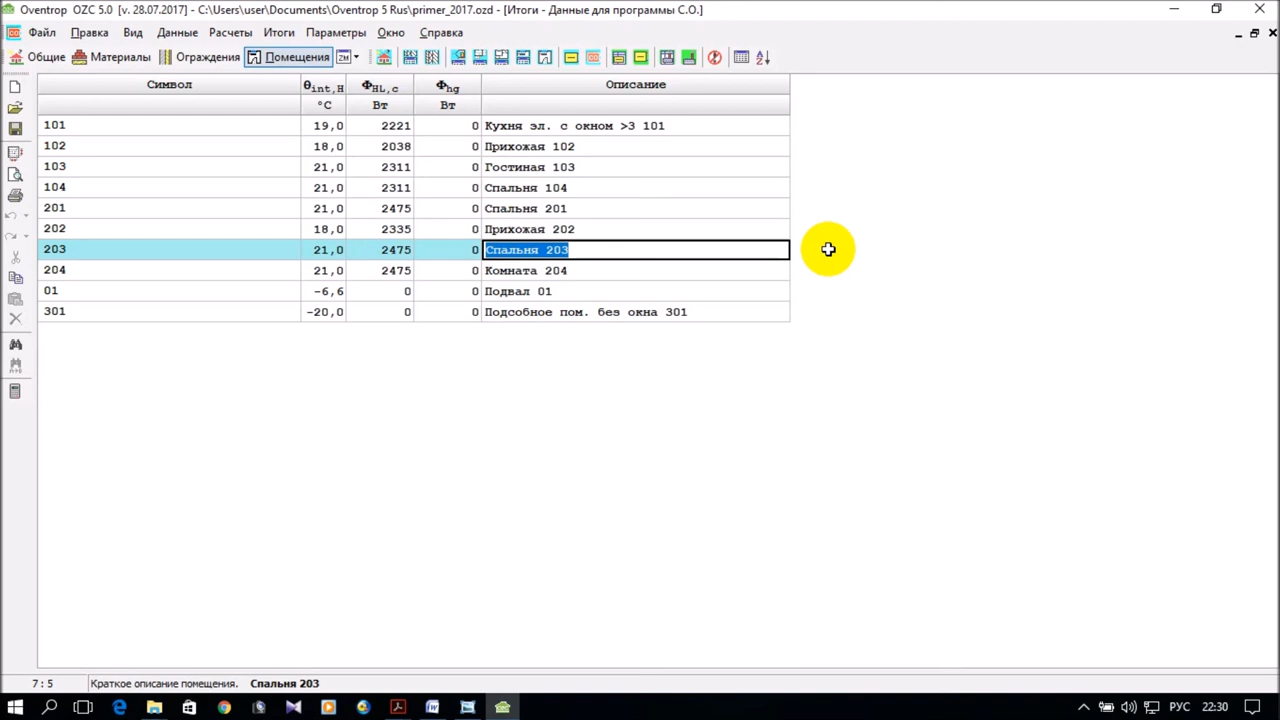 Oventrop OZC 5.0 [v. 28.07.2017] - C:\Users\user\Documents\Oventrop 5 Rus\primer_2017.ozd - [Итоги - Данные для программы С.О.]
Файл Правка Вид Данные Расчеты Итоги Параметры Окно Справка
Общие Материалы Ограждения Помещения
Символ θint,H ΦHL,c Φhg Описание
°C Вт Вт
101 19,0 2221 0 Кухня эл. с окном >3 101
102 18,0 2038 0 Прихожая 102
103 21,0 2311 0 Гостиная 103
104 21,0 2311 0 Спальня 104
201 21,0 2475 0 Спальня 201
202 18,0 2335 0 Прихожая 202
203 21,0 2475 0 Спальня 203
204 21,0 2475 0 Комната 204
01 -6,6 0 0 Подвал 01
301 -20,0 0 0 Подсобное пом. без окна 301
7 : 5 Краткое описание помещения. Спальня 203
РУС 22:30